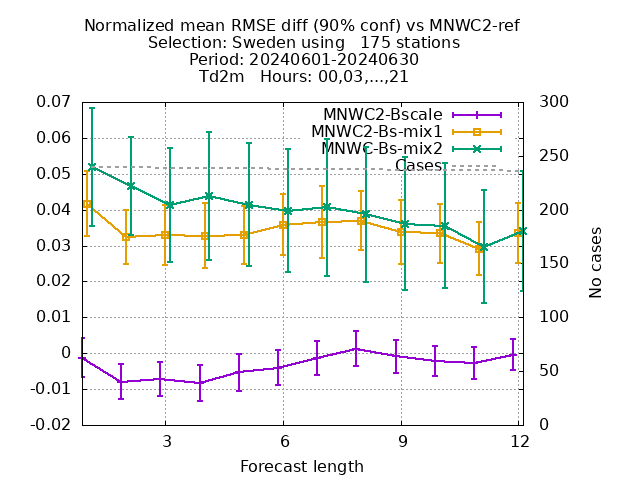 Normalized mean RMSE diff (90% conf) vs MNWC2-ref
Selection: Sweden using   175 stations
Period: 20240601-20240630
Td2m   Hours: 00,03,...,21
0.07
0.06
0.05
0.04
0.03
0.02
0.01
0
-0.01
-0.02
MNWC2-Bscale
MNWC2-Bs-mix1
MNWC-Bs-mix2
Cases
300
250
200
150
100
50
0
No cases
3
6
9
12
Forecast length